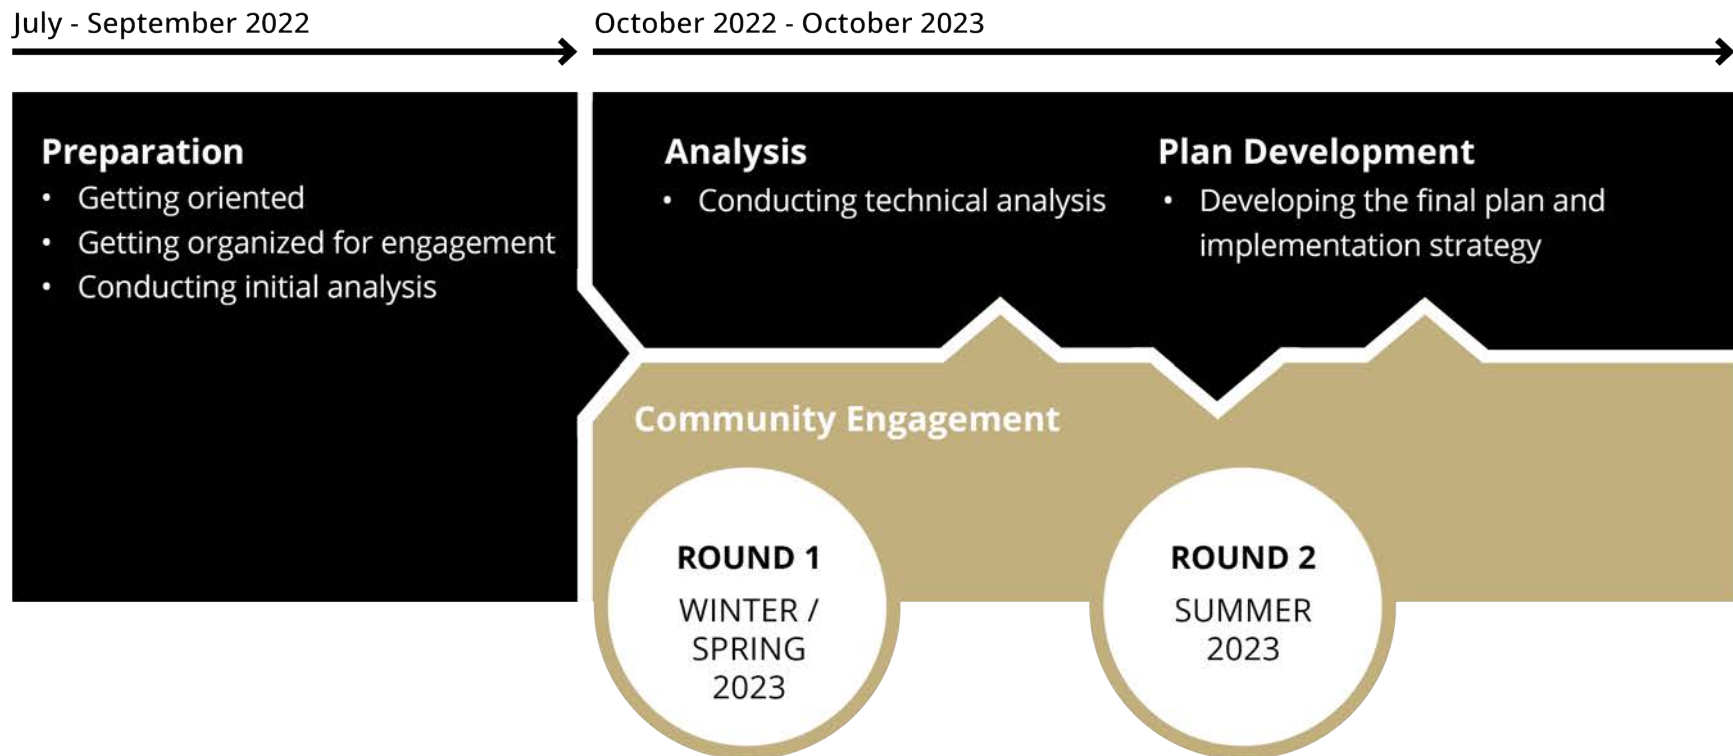 July - September 2022
October 2022 - October 2023
Preparation
• Getting oriented
• Getting organized for engagement
• Conducting initial analysis
Analysis
• Conducting technical analysis
Plan Development
• Developing the final plan and
implementation strategy
Community Engagement
ROUND 1
WINTER /
SPRING
2023
ROUND 2
SUMMER
2023